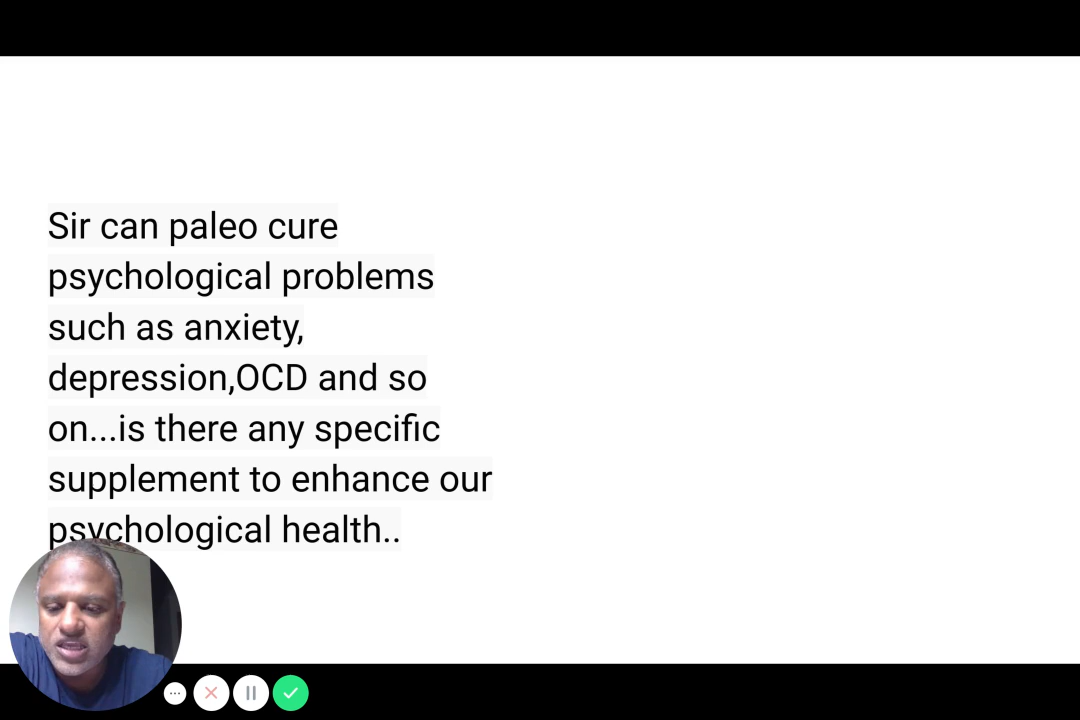 Sir can paleo cure
psychological problems
such as anxiety,
depression,OCD and so
on...is there any specific
supplement to enhance our
psychological health..